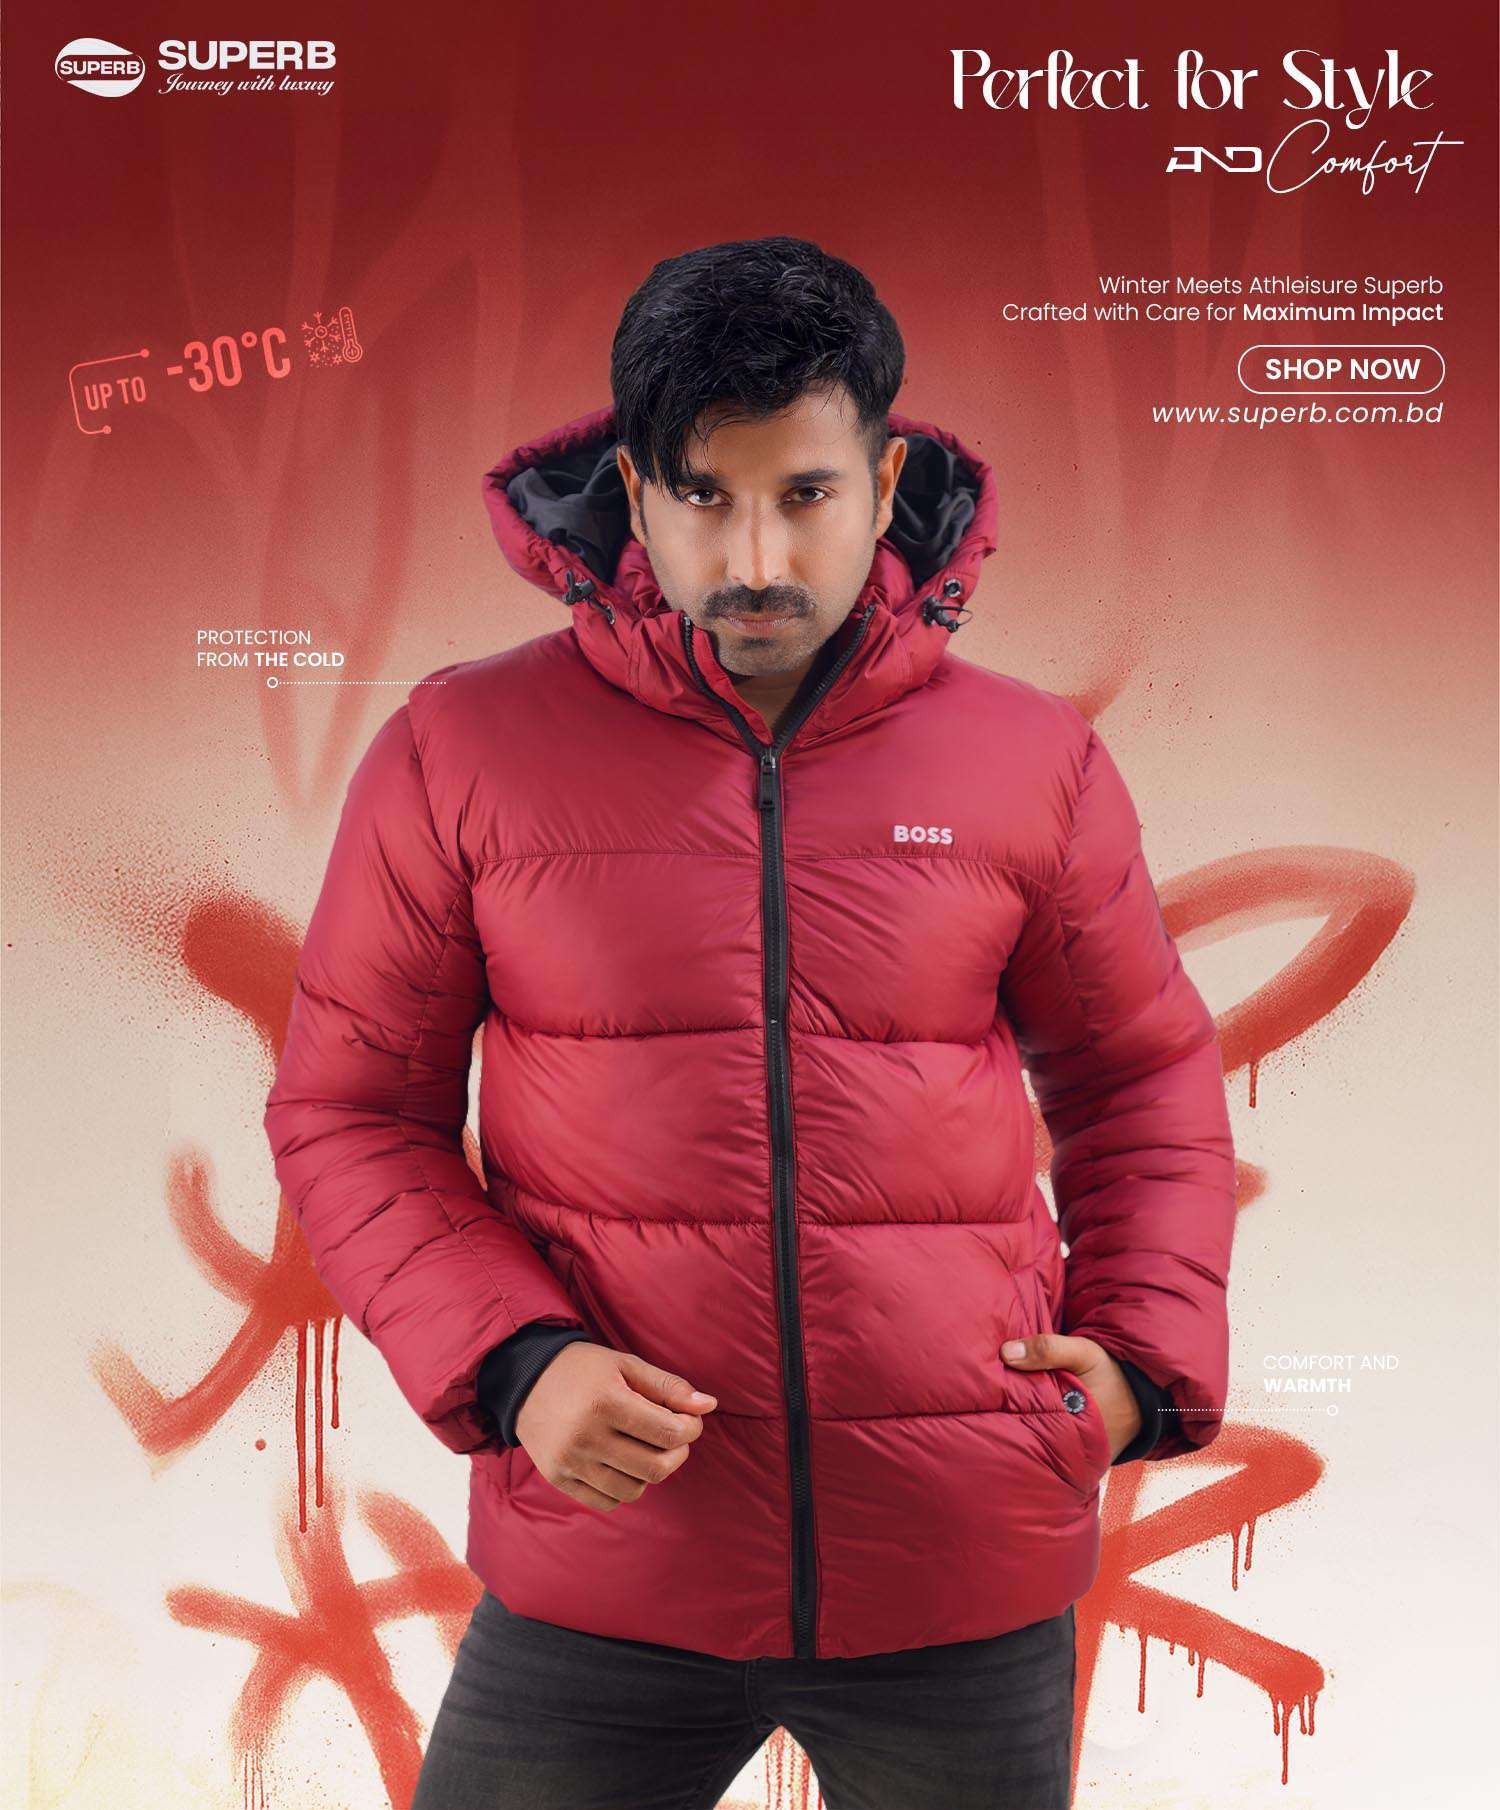 SUPERB
SUPERB
Journey with luxury
Perfect for Style
AND Comfort
Winter Meets Athleisure Superb
Crafted with Care for Maximum Impact
SHOP NOW
www.superb.com.bd
UP TO -30°C
PROTECTION
FROM THE COLD
BOSS
COMFORT AND
WARMTH